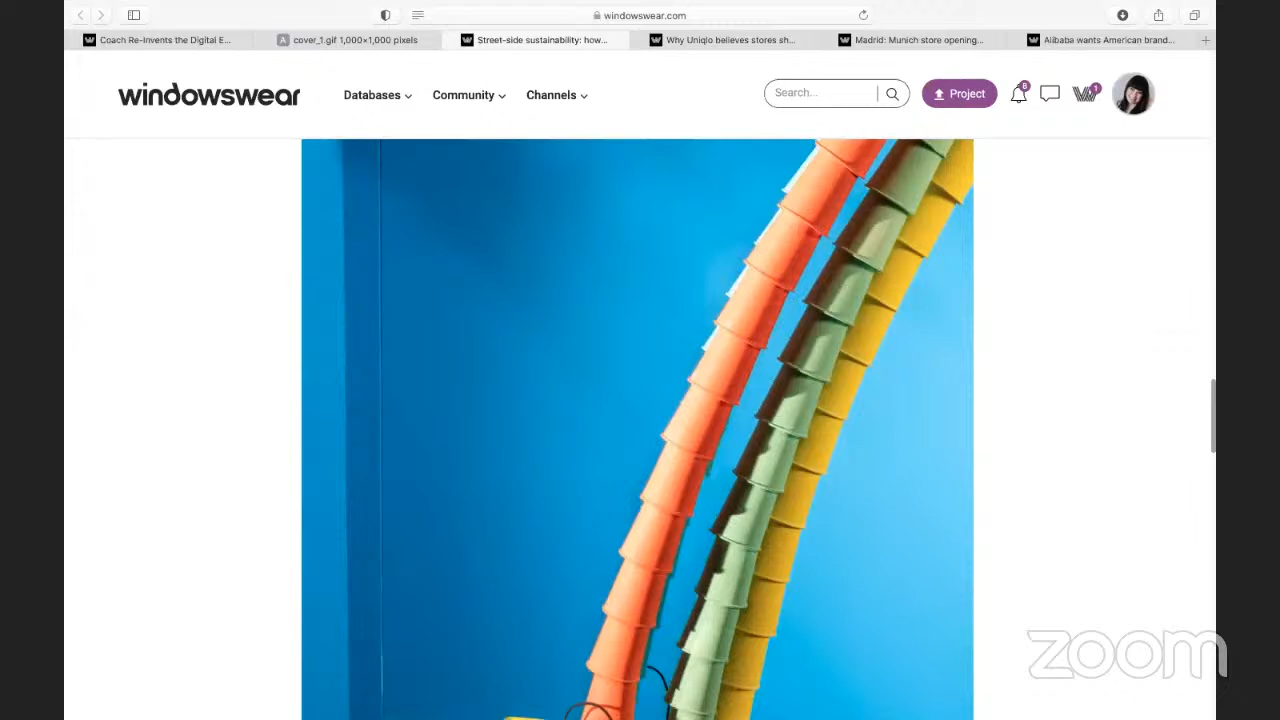 windowswear.com
Coach Re-Invents the Digital E...
A cover_1.gif 1,000×1,000 pixels
Street-side sustainability: how...
Why Uniqlo believes stores sh...
Madrid: Munich store opening...
Alibaba wants American brand...
windowswear
Databases
Community
Channels
Search...
Project
8
1
zoom